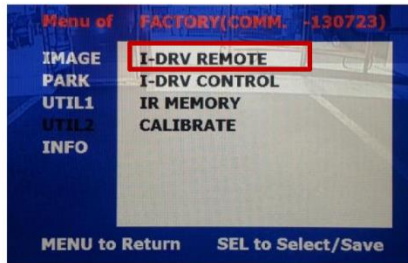 Menu of FACTORY(COMM. -130723)
IMAGE I-DRV REMOTE
PARK I-DRV CONTROL
UTIL1 IR MEMORY
UTIL2 CALIBRATE
INFO
MENU to Return SEL to Select/Save